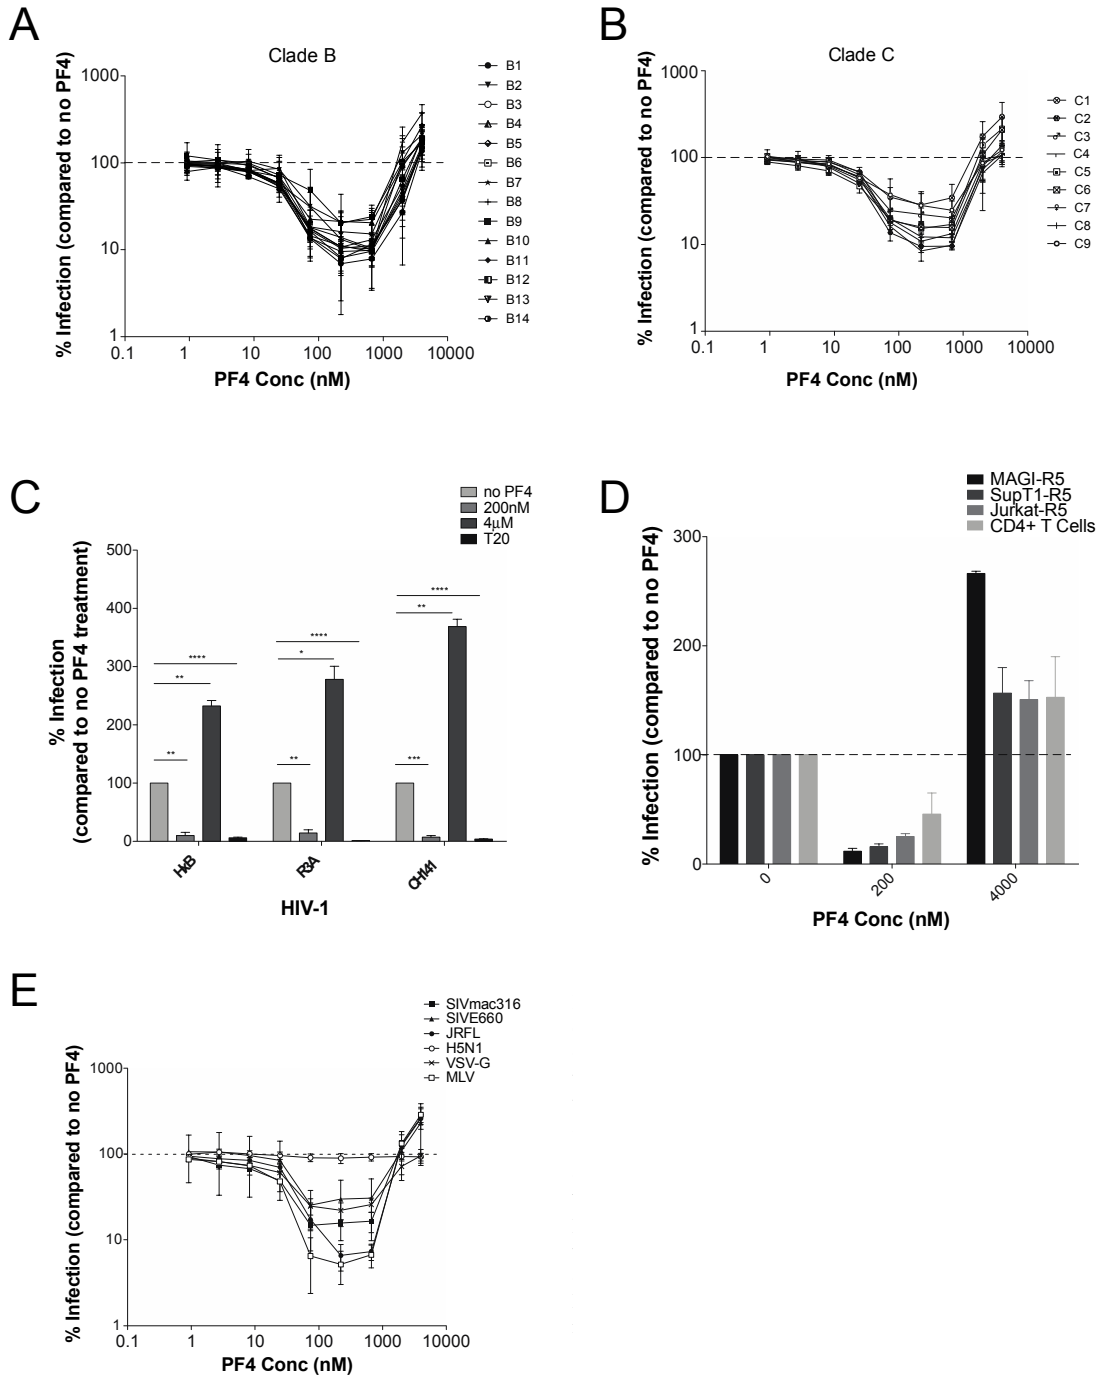 A
Clade B
% Infection (compared to no PF4)
1000
100
10
1
0.1
1
10
100
1000
10000
PF4 Conc (nM)
B1
B2
B3
B4
B5
B6
B7
B8
B9
B10
B11
B12
B13
B14
B
Clade C
% Infection (compared to no PF4)
1000
100
10
1
0.1
1
10
100
1000
10000
PF4 Conc (nM)
C1
C2
C3
C4
C5
C6
C7
C8
C9
C
no PF4
200nM
4μM
T20
% Infection
(compared to no PF4 treatment)
500
400
300
200
100
0
****
**
**
****
*
**
****
**
***
HxB
R3A
CH141
HIV-1
D
MAGI-R5
SupT1-R5
Jurkat-R5
CD4+ T Cells
% Infection (compared to no PF4)
300
200
100
0
0
200
4000
PF4 Conc (nM)
E
SIVmac316
SIVE660
JRFL
H5N1
VSV-G
MLV
% Infection (compared to no PF4)
1000
100
10
1
0.1
1
10
100
1000
10000
PF4 Conc (nM)